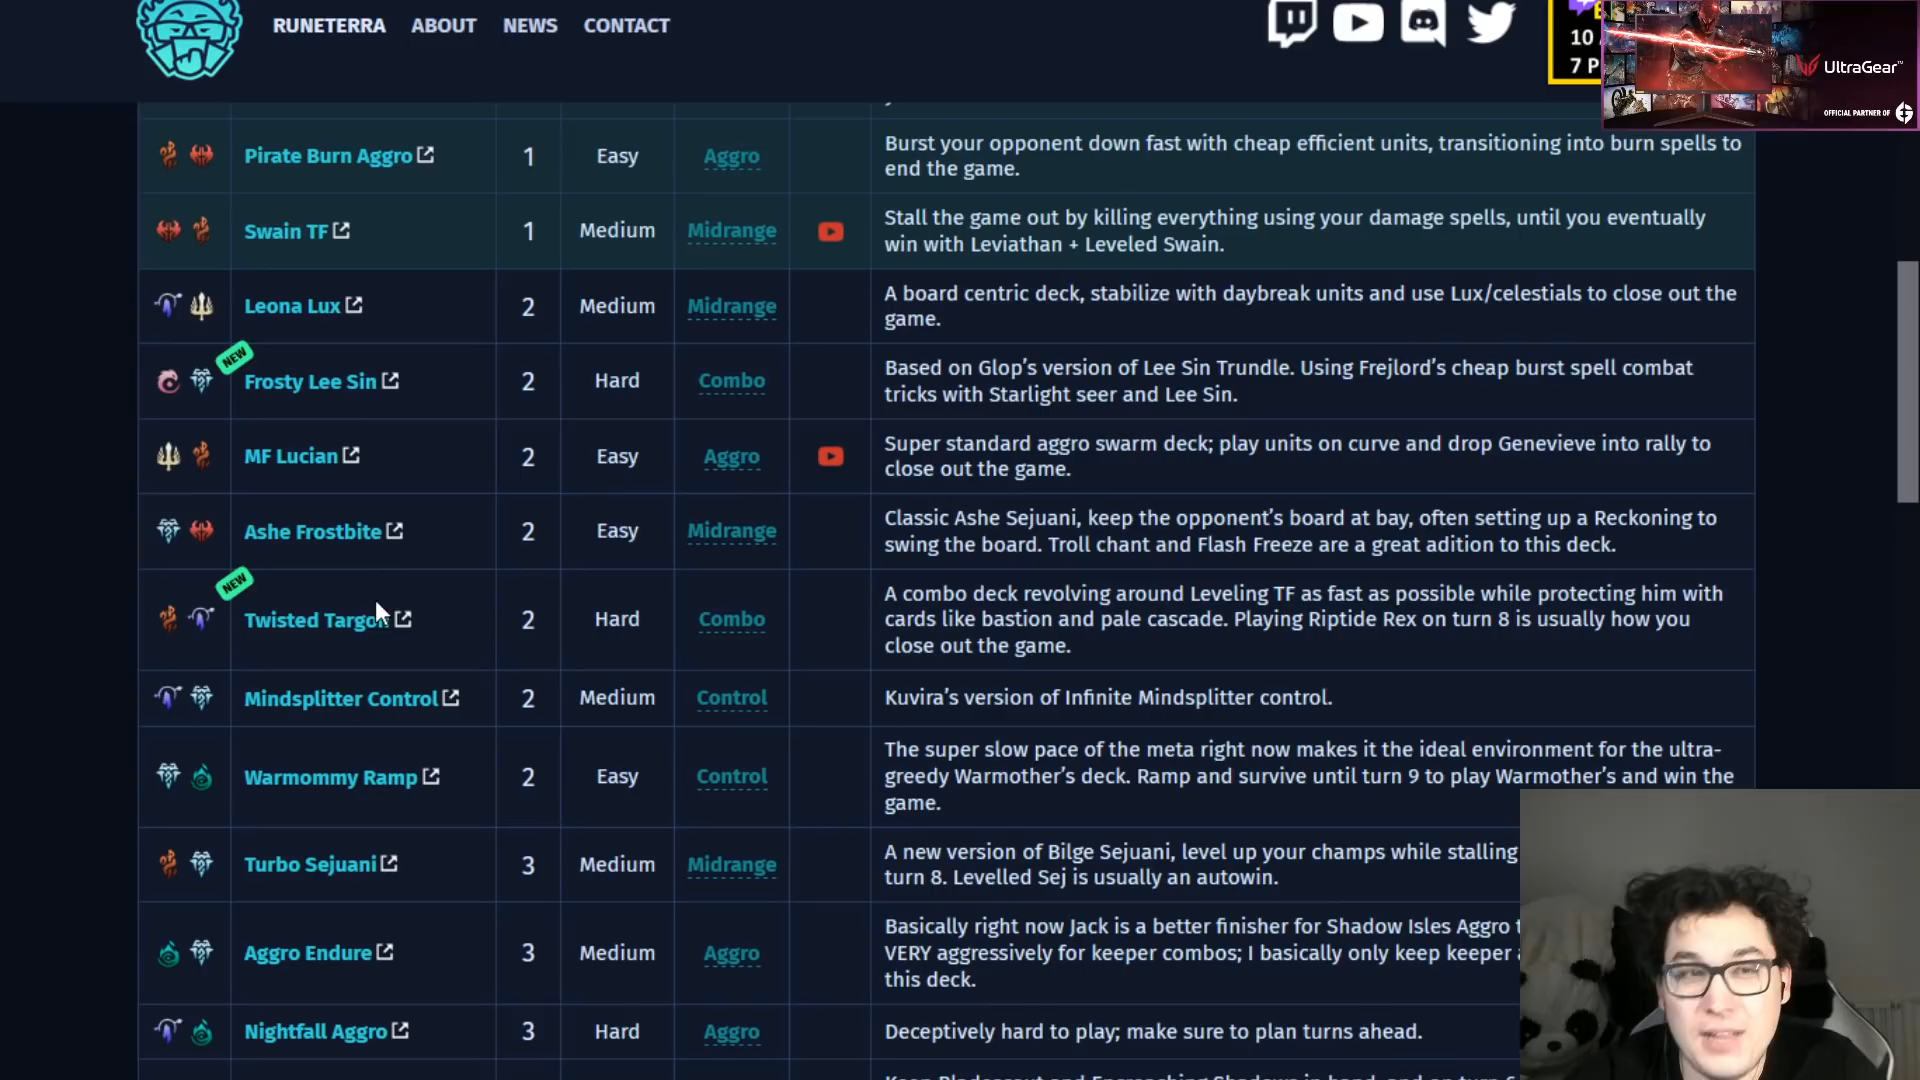 RUNETERRA ABOUT NEWS CONTACT
10
7 P
UltraGear™
OFFICIAL PARTNER OF
Pirate Burn Aggro 1 Easy Aggro Burst your opponent down fast with cheap efficient units, transitioning into burn spells to
end the game.
Swain TF 1 Medium Midrange Stall the game out by killing everything using your damage spells, until you eventually
win with Leviathan + Leveled Swain.
Leona Lux 2 Medium Midrange A board centric deck, stabilize with daybreak units and use Lux/celestials to close out the
game.
NEW
Frosty Lee Sin 2 Hard Combo Based on Glop's version of Lee Sin Trundle. Using Frejlord's cheap burst spell combat
tricks with Starlight seer and Lee Sin.
MF Lucian 2 Easy Aggro Super standard aggro swarm deck; play units on curve and drop Genevieve into rally to
close out the game.
Ashe Frostbite 2 Easy Midrange Classic Ashe Sejuani, keep the opponent's board at bay, often setting up a Reckoning to
swing the board. Troll chant and Flash Freeze are a great adition to this deck.
NEW
Twisted Targon 2 Hard Combo A combo deck revolving around Leveling TF as fast as possible while protecting him with
cards like bastion and pale cascade. Playing Riptide Rex on turn 8 is usually how you
close out the game.
Mindsplitter Control 2 Medium Control Kuvira's version of Infinite Mindsplitter control.
Warmommy Ramp 2 Easy Control The super slow pace of the meta right now makes it the ideal environment for the ultra-
greedy Warmother's deck. Ramp and survive until turn 9 to play Warmother's and win the
game.
Turbo Sejuani 3 Medium Midrange A new version of Bilge Sejuani, level up your champs while stalling
turn 8. Levelled Sej is usually an autowin.
Aggro Endure 3 Medium Aggro Basically right now Jack is a better finisher for Shadow Isles Aggro
VERY aggressively for keeper combos; I basically only keep keeper
this deck.
Nightfall Aggro 3 Hard Aggro Deceptively hard to play; make sure to plan turns ahead.